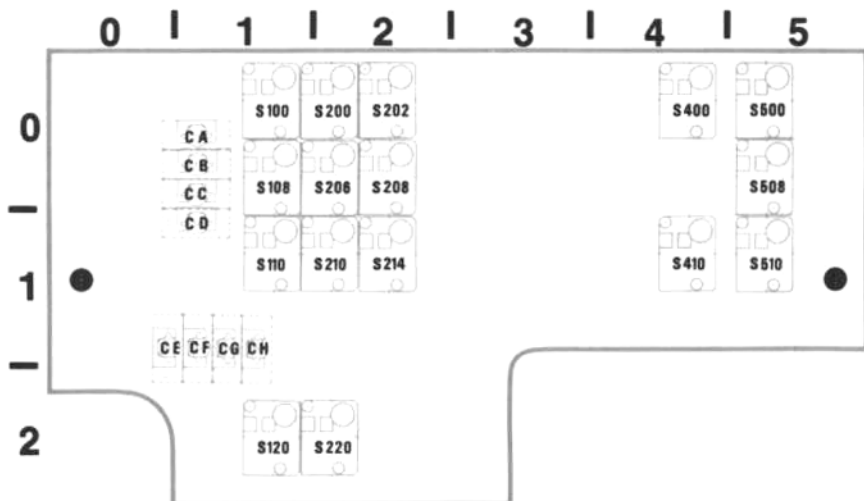 0 1 2 3 4 5
0
S100 S200 S202 S400 S500
CA
CB
S108 S206 S208 S508
CC
CD
1
S110 S210 S214 S410 S510
CE CF CG CH
2
S120 S220